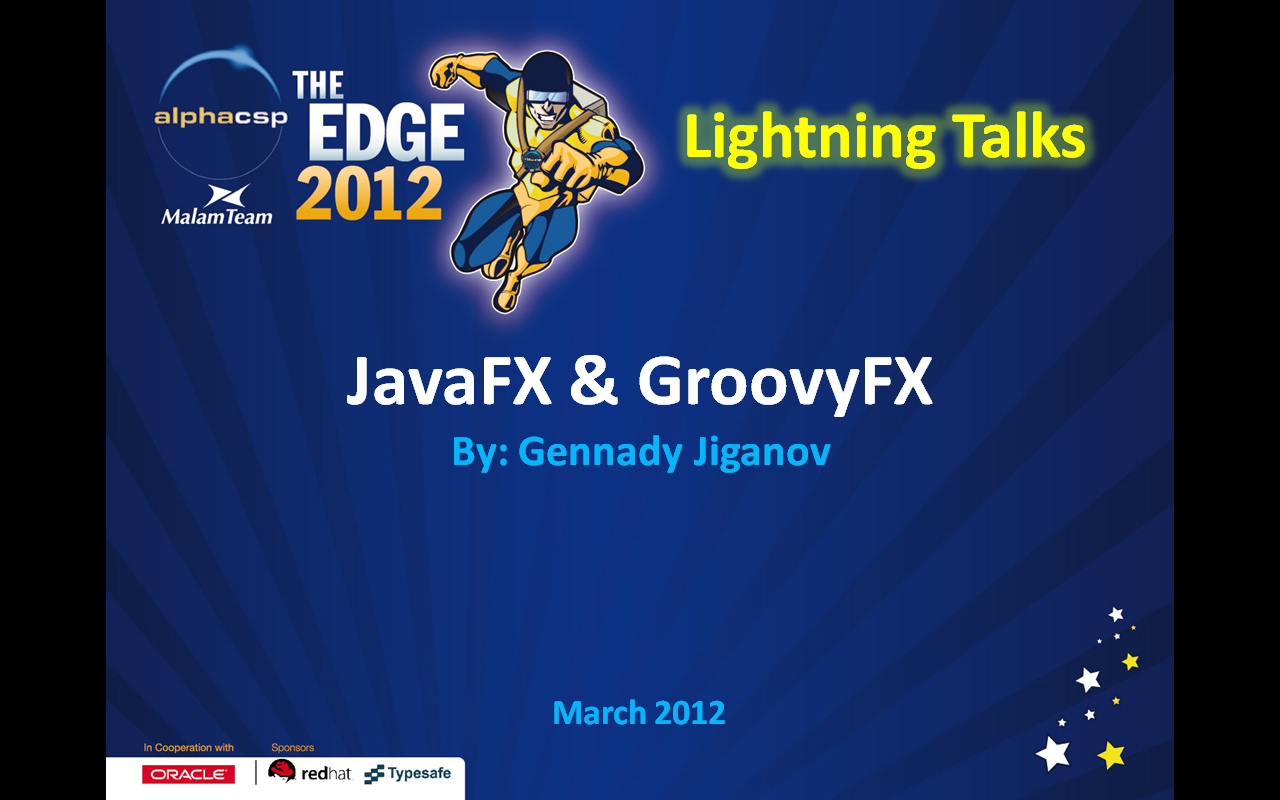 alphacsp
MalamTeam
THE
EDGE
2012
Lightning Talks
JavaFX & GroovyFX
By: Gennady Jiganov
March 2012
In Cooperation with
Sponsors
ORACLE
redhat.
Typesafe